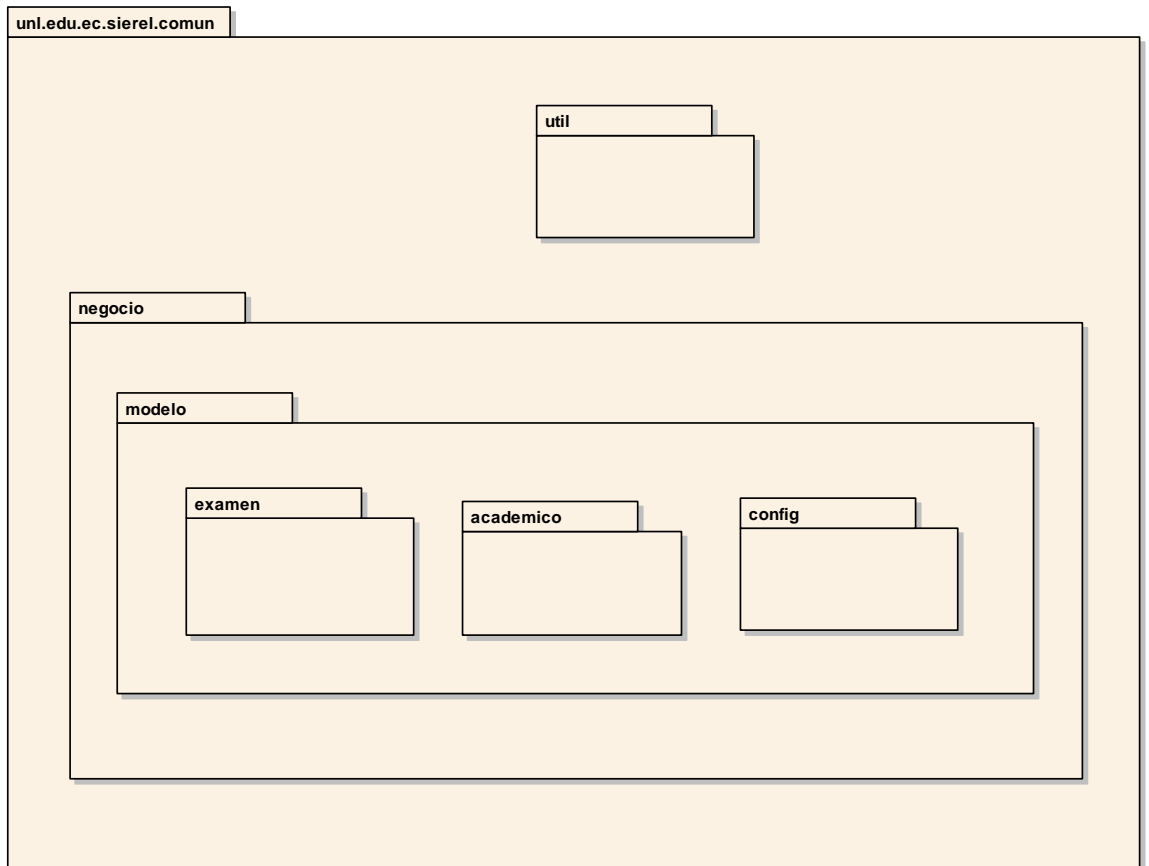 unl.edu.ec.sierel.comun
util
negocio
modelo
examen
academico
config